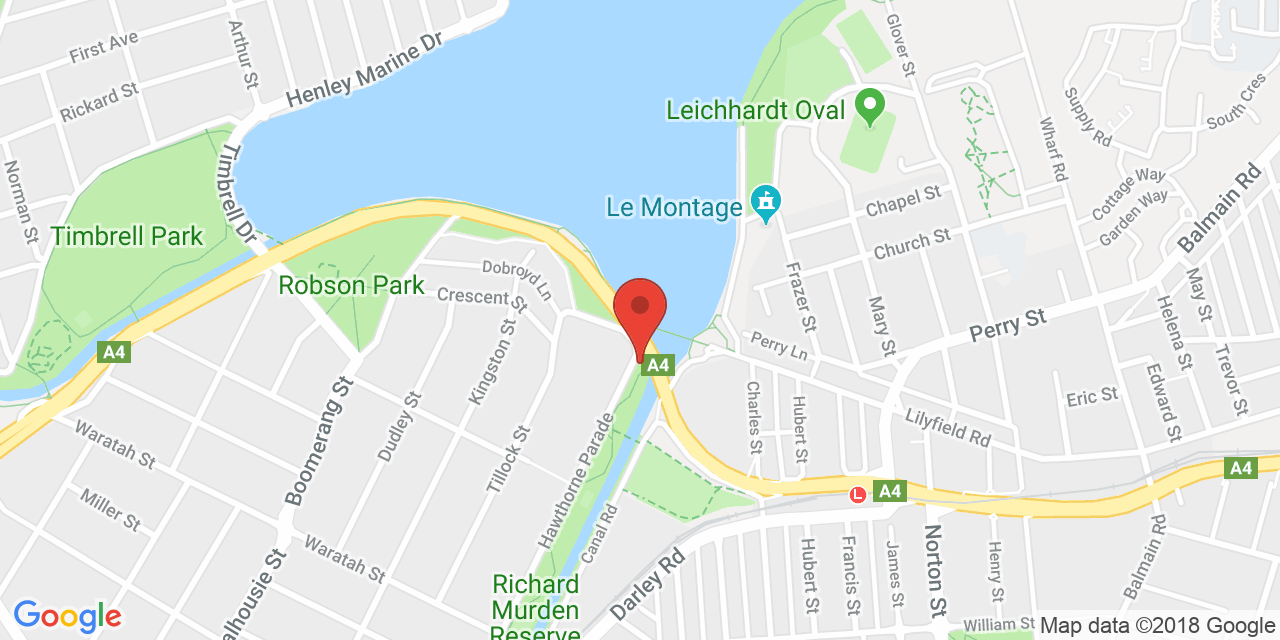 First Ave
Arthur St
Henley Marine Dr
Rickard St
Norman St
Timbrell Dr
Timbrell Park
Robson Park
Dobroyd Ln
Crescent St
Kingston St
A4
Waratah St
Dudley St
Boomerang St
Tillock St
Miller St
Waratah St
Hawthorne Parade
Canal Rd
Richard
Murden
Reserve
Darley Rd
Glover St
Leichhardt Oval
Le Montage
Chapel St
Church St
Wharf Rd
Supply Rd
South Cres
Cottage Way
Garden Way
Balmain Rd
Frazer St
Mary St
Perry St
Perry Ln
May St
Helena St
Trevor St
Edward St
Eric St
A4
Charles St
Hubert St
Lilyfield Rd
L
A4
A4
Hubert St
Francis St
James St
Norton St
Henry St
Balmain Rd
William St
Google
Map data ©2018 Google